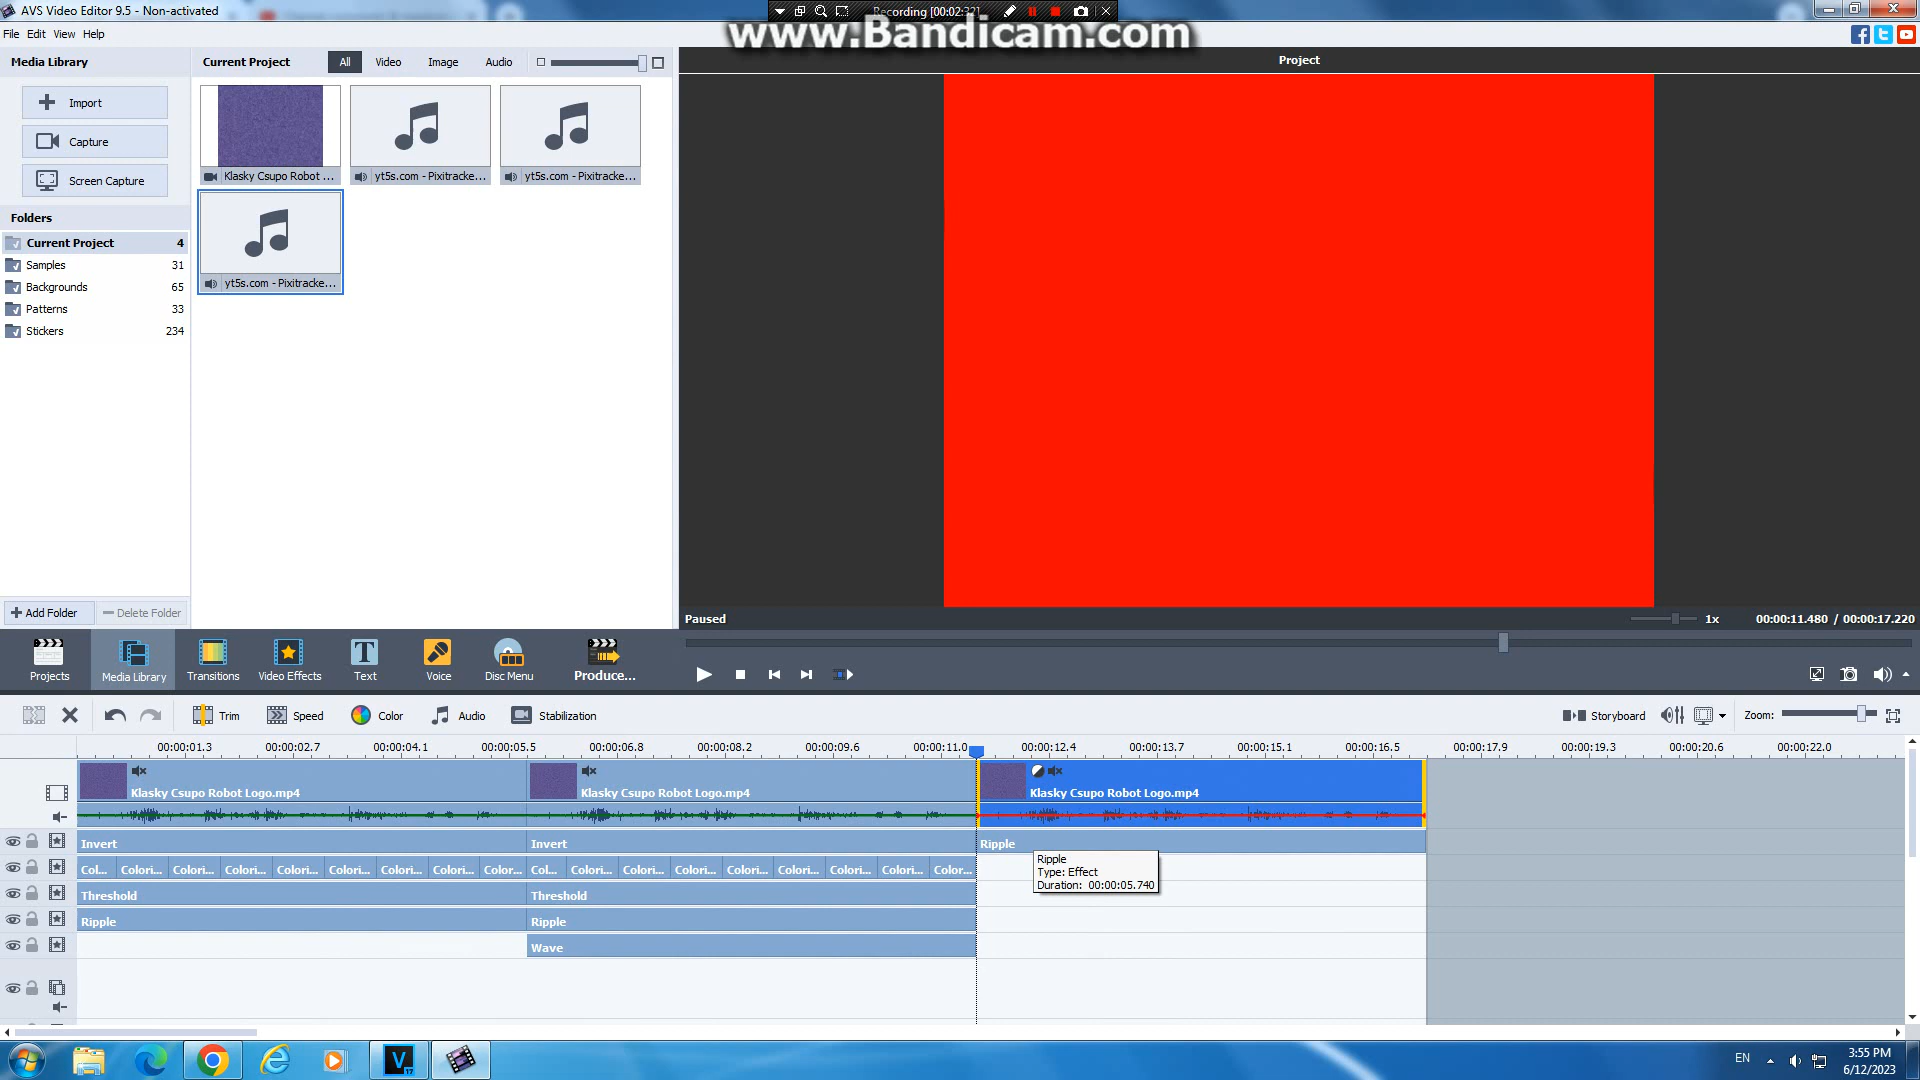 AVS Video Editor 9.5 - Non-activated
Recording [00:02:32]
www.Bandicam.com
File Edit View Help
Media Library
Current Project All Video Image Audio
Project
Import
Capture
Screen Capture
Klasky Csupo Robot ...
yt5s.com - Pixitracke...
yt5s.com - Pixitracke...
yt5s.com - Pixitracke...
Folders
Current Project 4
Samples 31
Backgrounds 65
Patterns 33
Stickers 234
Add Folder Delete Folder
Paused 1x 00:00:11.480 / 00:00:17.220
Projects Media Library Transitions Video Effects Text Voice Disc Menu Produce...
Trim Speed Color Audio Stabilization Storyboard Zoom:
00:00:01.3 00:00:02.7 00:00:04.1 00:00:05.5 00:00:06.8 00:00:08.2 00:00:09.6 00:00:11.0 00:00:12.4 00:00:13.7 00:00:15.1 00:00:16.5 00:00:17.9 00:00:19.3 00:00:20.6 00:00:22.0
Klasky Csupo Robot Logo.mp4 Klasky Csupo Robot Logo.mp4 Klasky Csupo Robot Logo.mp4
Invert Invert Ripple
Col... Colori... Colori... Colori... Colori... Colori... Colori... Colori... Color... Col... Colori... Colori... Colori... Colori... Colori... Colori... Colori... Color...
Ripple
Type: Effect
Duration: 00:00:05.740
Threshold Threshold
Ripple Ripple
Wave
V
17
EN
3:55 PM
6/12/2023